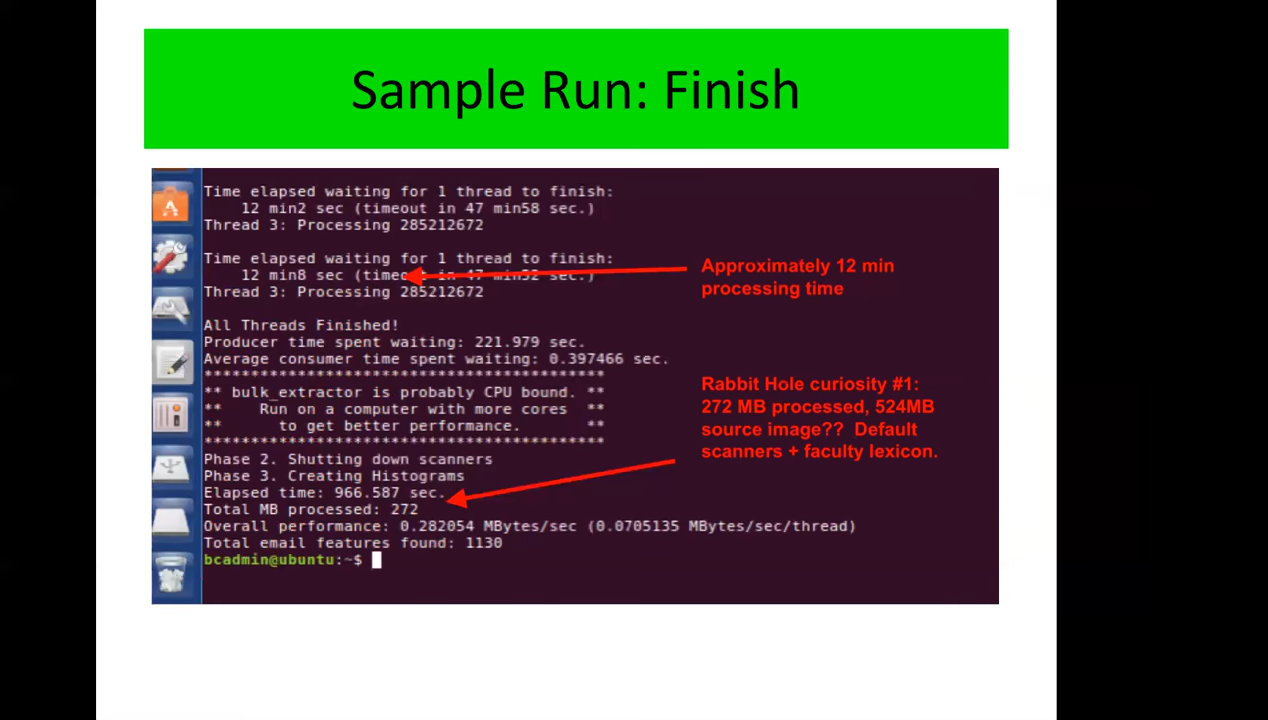 Sample Run: Finish
Time elapsed waiting for 1 thread to finish:
12 min2 sec (timeout in 47 min58 sec.)
Thread 3: Processing 285212672
Time elapsed waiting for 1 thread to finish:
12 min8 sec (timeout in 47 min52 sec.)
Thread 3: Processing 285212672
Approximately 12 min
processing time
All Threads Finished!
Producer time spent waiting: 221.979 sec.
Average consumer time spent waiting: 0.397466 sec.
*******************************************
** bulk_extractor is probably CPU bound. **
** Run on a computer with more cores **
** to get better performance. **
*******************************************
Phase 2. Shutting down scanners
Phase 3. Creating Histograms
Elapsed time: 966.587 sec.
Total MB processed: 272
Overall performance: 0.282054 MBytes/sec (0.0705135 MBytes/sec/thread)
Total email features found: 1130
bcadmin@ubuntu:~$
Rabbit Hole curiosity #1:
272 MB processed, 524MB
source image?? Default
scanners + faculty lexicon.